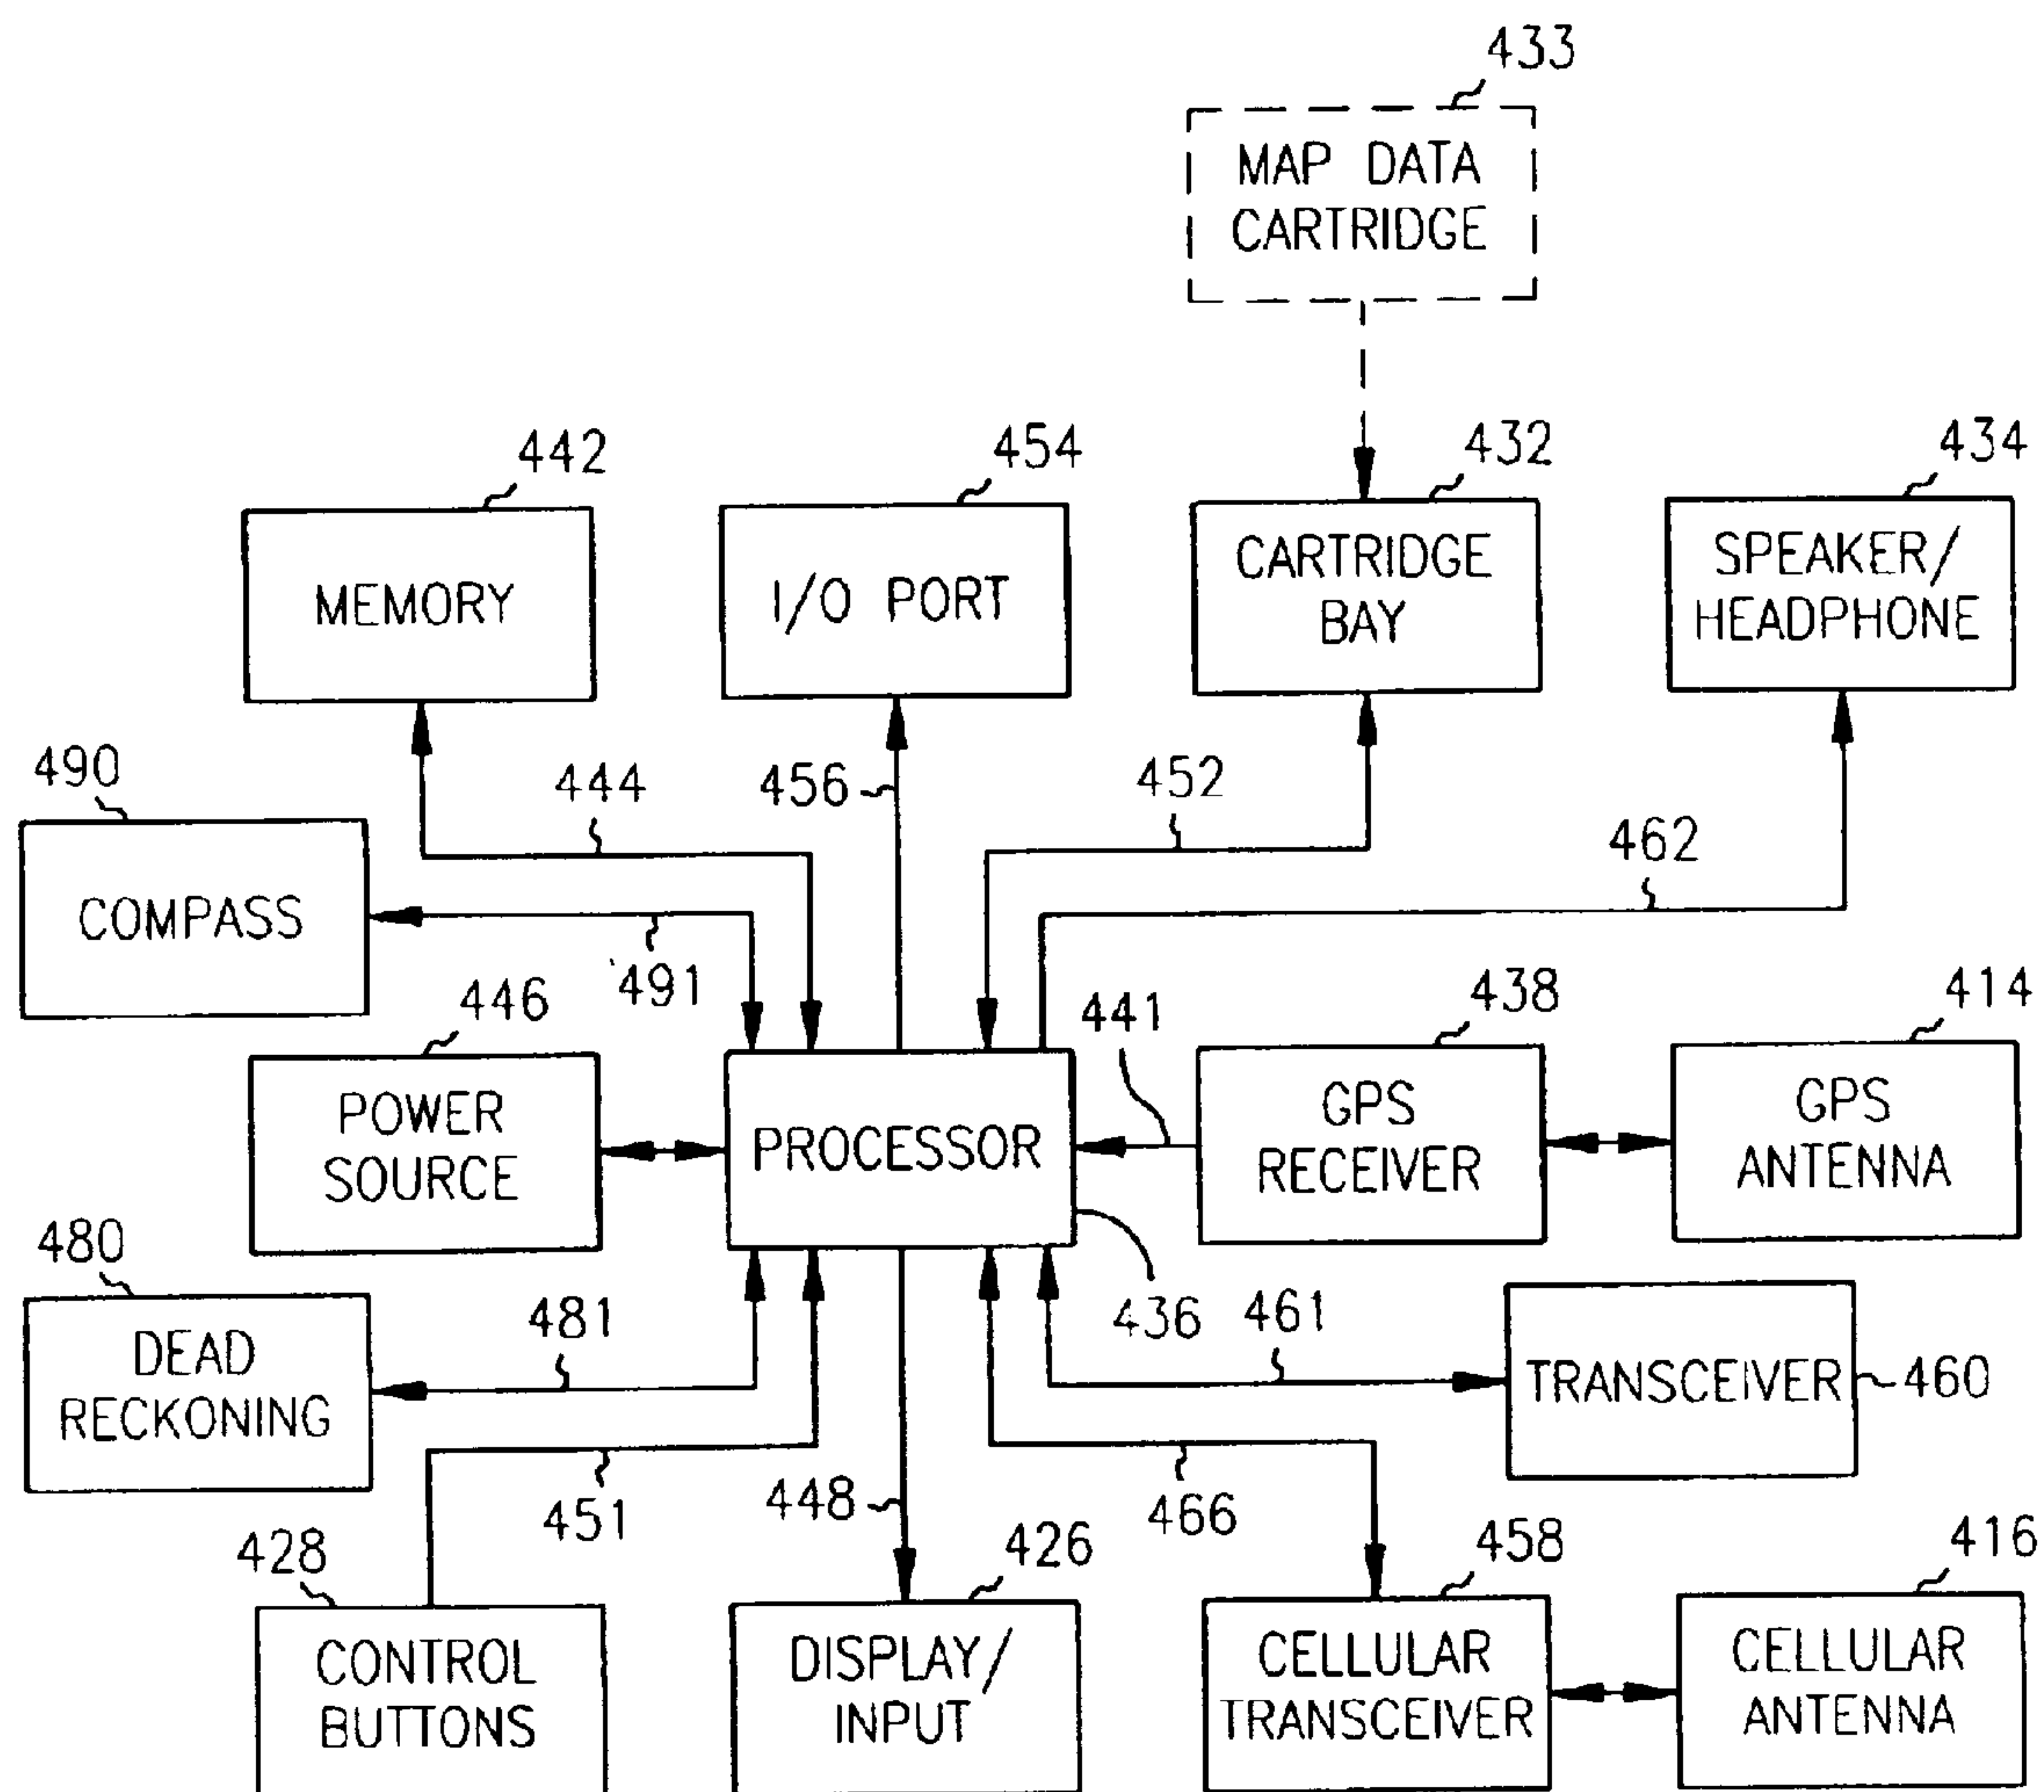 433
MAP DATA
CARTRIDGE
442
454
432
434
MEMORY
I/O PORT
CARTRIDGE
BAY
SPEAKER/
HEADPHONE
490
444
456
452
462
COMPASS
491
446
441
438
414
POWER
SOURCE
PROCESSOR
GPS
RECEIVER
GPS
ANTENNA
480
481
436
461
DEAD
RECKONING
TRANSCEIVER
460
451
448
466
428
426
458
416
CONTROL
BUTTONS
DISPLAY/
INPUT
CELLULAR
TRANSCEIVER
CELLULAR
ANTENNA